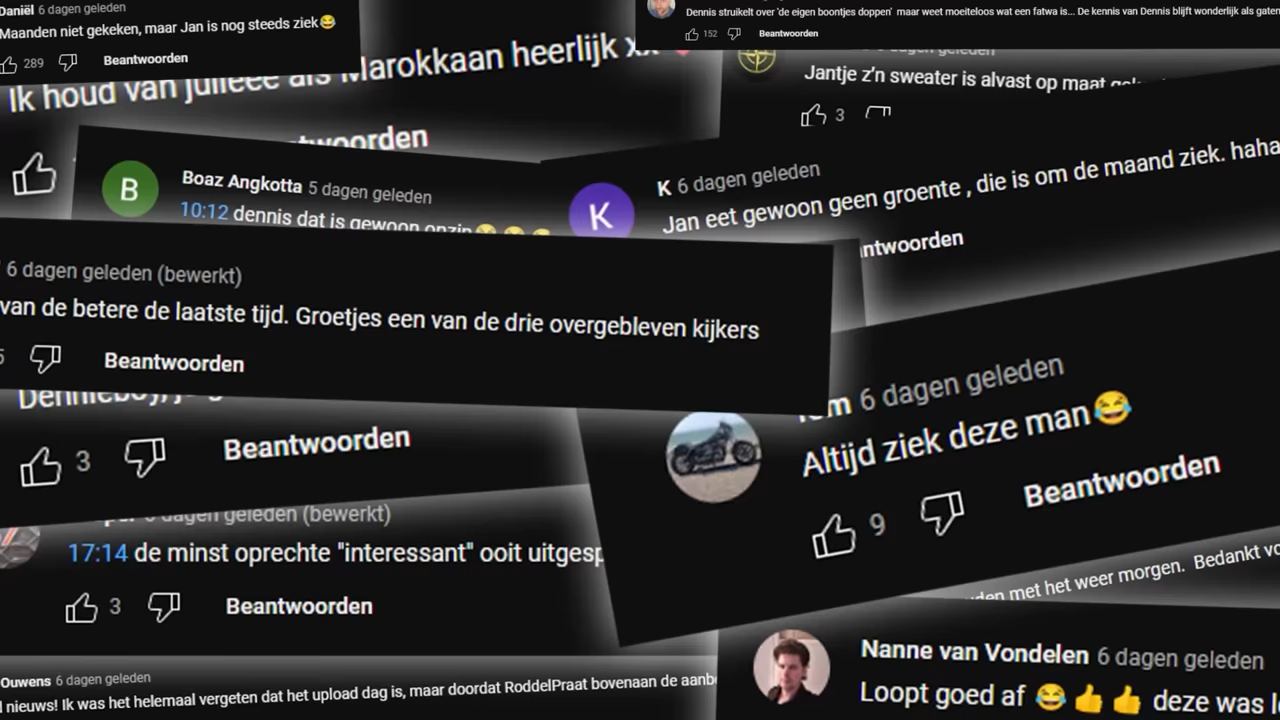 Daniël 6 dagen geleden
Maanden niet gekeken, maar Jan is nog steeds ziek😂
289 Beantwoorden
Dennis struikelt over 'de eigen boontjes doppen' maar weet moeiteloos wat een fatwa is... De kennis van Dennis blijft wonderlijk als gaten
152 Beantwoorden
Ik houd van julieee als Marokkaan heerlijk xx
geleden
Jantje z'n sweater is alvast op maat
3
Boaz Angkotta 5 dagen geleden
10:12 dennis dat is gewoon onzin
K
K 6 dagen geleden
Jan eet gewoon geen groente , die is om de maand ziek. haha
B
6 dagen geleden (bewerkt)
van de betere de laatste tijd. Groetjes een van de drie overgebleven kijkers
Beantwoorden
3 Beantwoorden
6 dagen geleden
Altijd ziek deze man😂
9 Beantwoorden
dagen geleden (bewerkt)
17:14 de minst oprechte "interessant" ooit
3 Beantwoorden
met het weer morgen. Bedankt
Ouwens 6 dagen geleden
nieuws! Ik was het helemaal vergeten dat het upload dag is, maar doordat RoddelPraat bovenaan de
Nanne van Vondelen 6 dagen geleden
Loopt goed af 😂 👍 👍 deze was